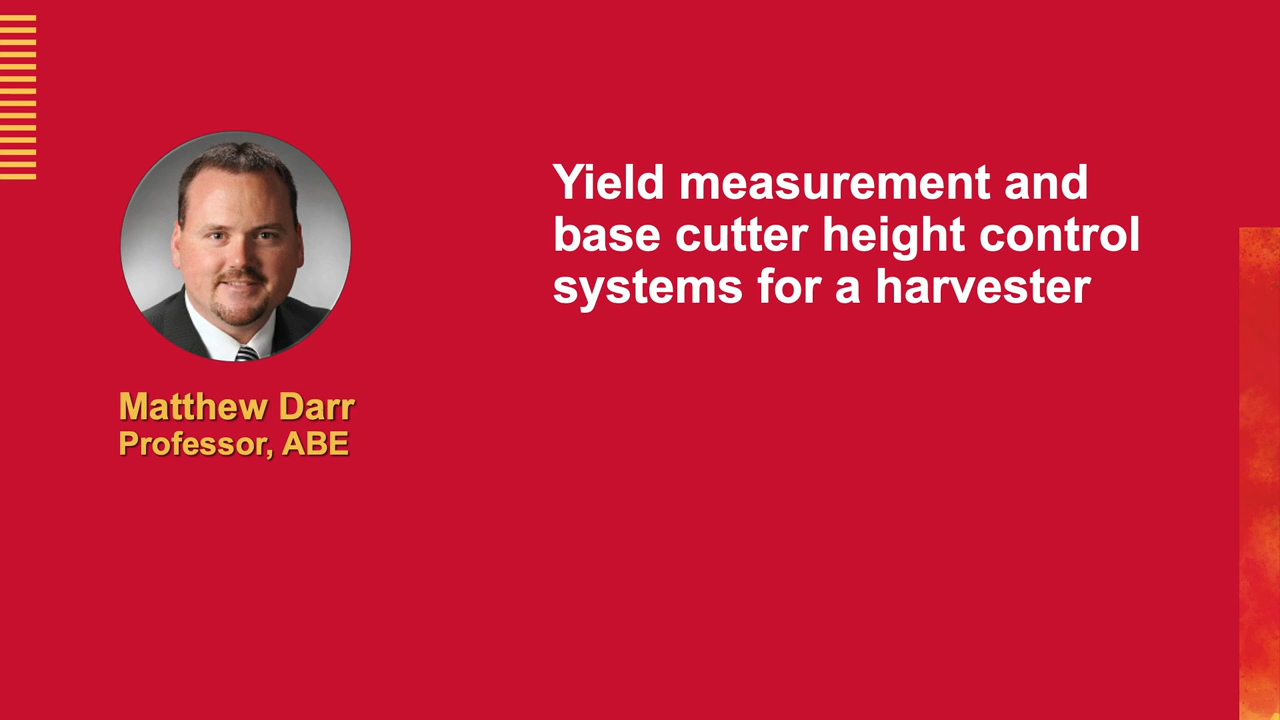 Yield measurement and
base cutter height control
systems for a harvester
Matthew Darr
Professor, ABE